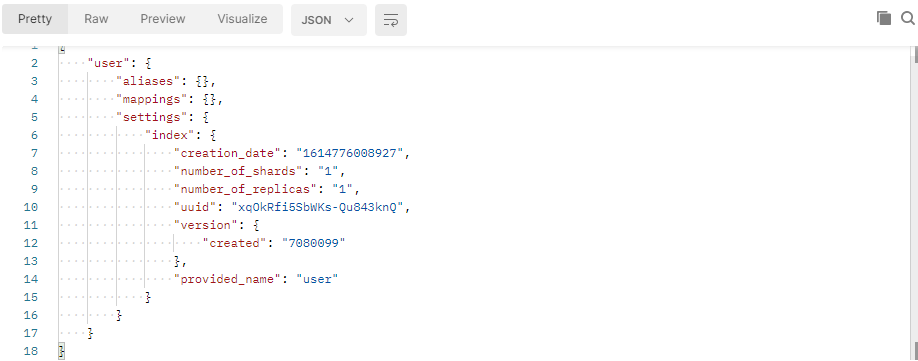 Pretty Raw Preview Visualize JSON
1 {
2 "user": {
3 "aliases": {},
4 "mappings": {},
5 "settings": {
6 "index": {
7 "creation_date": "1614776008927",
8 "number_of_shards": "1",
9 "number_of_replicas": "1",
10 "uuid": "xqOkRfi5SbWKs-Qu843knQ",
11 "version": {
12 "created": "7080099"
13 },
14 "provided_name": "user"
15 }
16 }
17 }
18 }